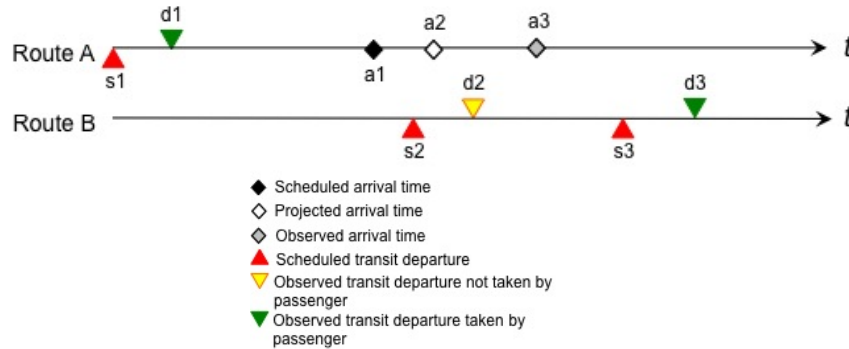 d1 a2 a3
Route A t
s1 a1 d2 d3
Route B t
s2 s3
Scheduled arrival time
Projected arrival time
Observed arrival time
Scheduled transit departure
Observed transit departure not taken by
passenger
Observed transit departure taken by
passenger